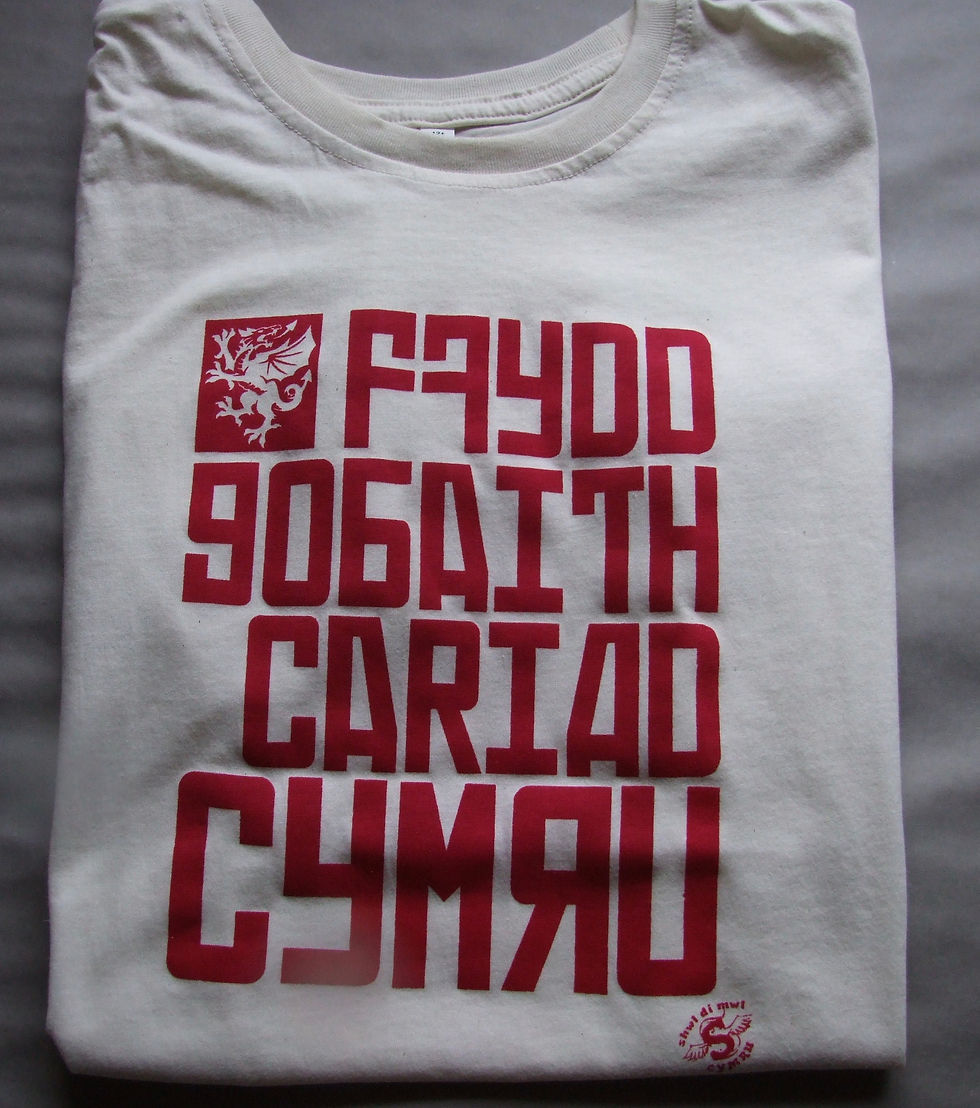 FFYDD
GOBAITH
CARIAD
CYMRU
shwl di mwl
S
cymru